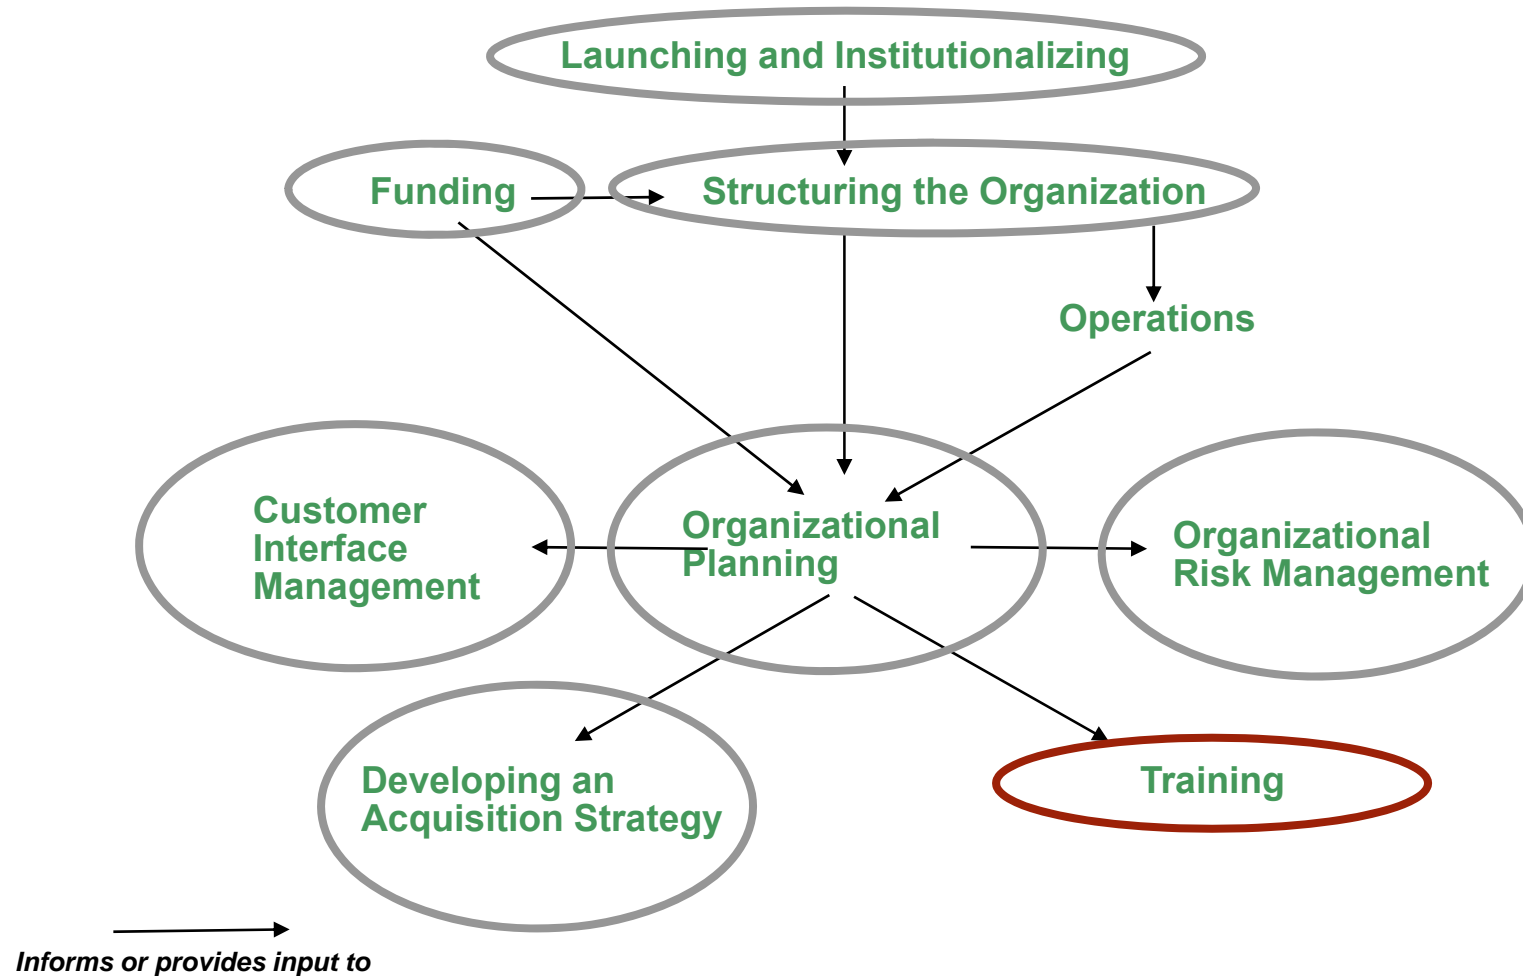 Launching and Institutionalizing
Funding
Structuring the Organization
Operations
Customer
Interface
Management
Organizational
Planning
Organizational
Risk Management
Developing an
Acquisition Strategy
Training
Informs or provides input to